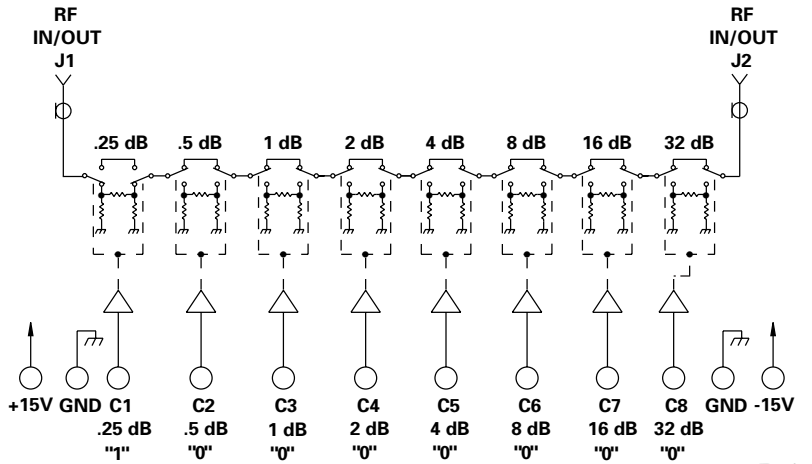 RF
IN/OUT
J1
RF
IN/OUT
J2
.25 dB .5 dB 1 dB 2 dB 4 dB 8 dB 16 dB 32 dB
+15V GND C1 C2 C3 C4 C5 C6 C7 C8 GND -15V
.25 dB .5 dB 1 dB 2 dB 4 dB 8 dB 16 dB 32 dB
"1" "0" "0" "0" "0" "0" "0" "0"